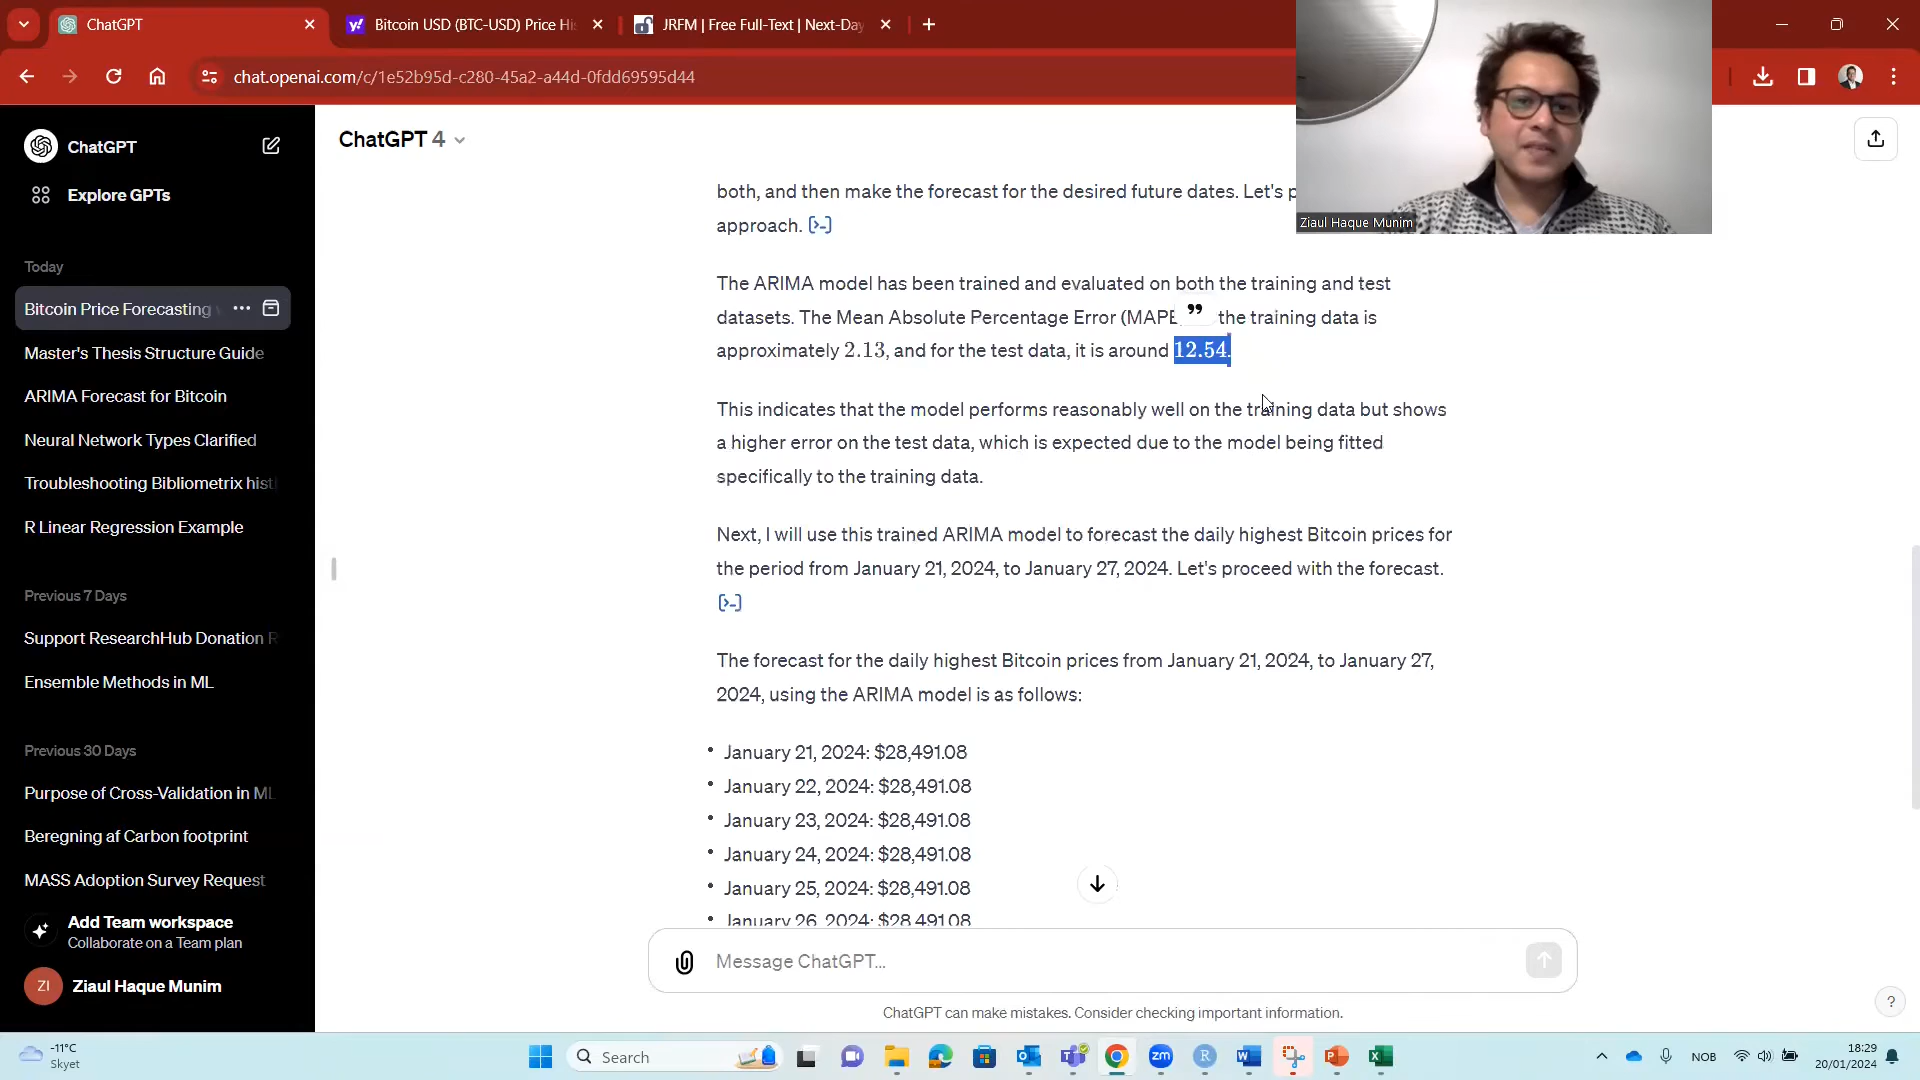 ChatGPT
Bitcoin USD (BTC-USD) Price Hi
JRFM | Free Full-Text | Next-Day
chat.openai.com/c/1e52b95d-c280-45a2-a44d-0fdd69595d44
ChatGPT
Explore GPTs
Today
Bitcoin Price Forecasting
Master's Thesis Structure Guide
ARIMA Forecast for Bitcoin
Neural Network Types Clarified
Troubleshooting Bibliometrix hist
R Linear Regression Example
Previous 7 Days
Support ResearchHub Donation R
Ensemble Methods in ML
Previous 30 Days
Purpose of Cross-Validation in ML
Beregning af Carbon footprint
MASS Adoption Survey Request
Add Team workspace
Collaborate on a Team plan
ZI
Ziaul Haque Munim
ChatGPT 4
both, and then make the forecast for the desired future dates. Let's p
approach. [>-]
The ARIMA model has been trained and evaluated on both the training and test
datasets. The Mean Absolute Percentage Error (MAPE ” the training data is
approximately 2.13, and for the test data, it is around 12.54.
This indicates that the model performs reasonably well on the training data but shows
a higher error on the test data, which is expected due to the model being fitted
specifically to the training data.
Next, I will use this trained ARIMA model to forecast the daily highest Bitcoin prices for
the period from January 21, 2024, to January 27, 2024. Let's proceed with the forecast.
[>-]
The forecast for the daily highest Bitcoin prices from January 21, 2024, to January 27,
2024, using the ARIMA model is as follows:
• January 21, 2024: $28,491.08
• January 22, 2024: $28,491.08
• January 23, 2024: $28,491.08
• January 24, 2024: $28,491.08
• January 25, 2024: $28,491.08
• January 26, 2024: $28,491.08
Message ChatGPT...
ChatGPT can make mistakes. Consider checking important information.
?
Ziaul Haque Munim
-11°C
Skyet
Search
NOB
18:29
20/01/2024